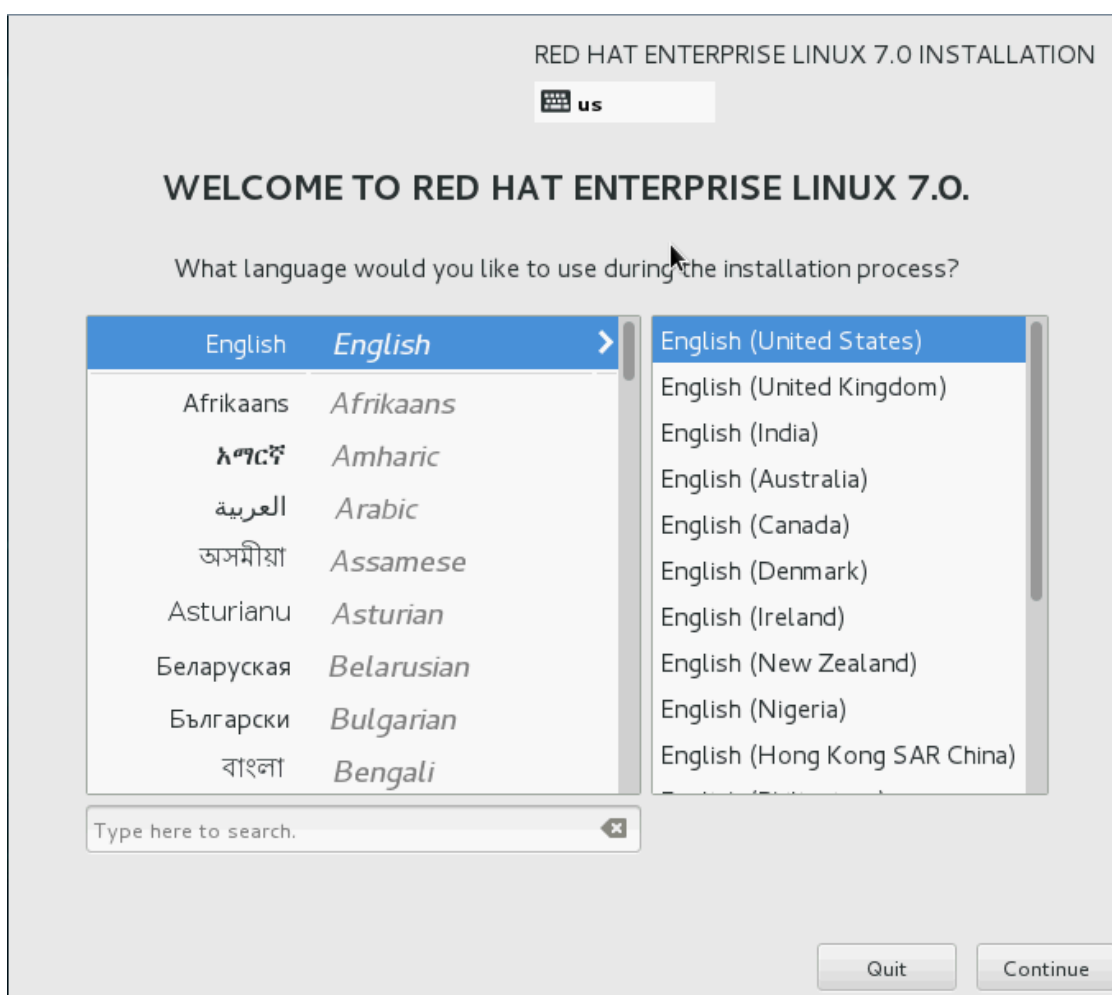 RED HAT ENTERPRISE LINUX 7.0 INSTALLATION
us
WELCOME TO RED HAT ENTERPRISE LINUX 7.0.
What language would you like to use during the installation process?
English English
Afrikaans Afrikaans
አማርኛ Amharic
العربية Arabic
অসমীয়া Assamese
Asturianu Asturian
Беларуская Belarusian
Български Bulgarian
বাংলা Bengali
Type here to search.
English (United States)
English (United Kingdom)
English (India)
English (Australia)
English (Canada)
English (Denmark)
English (Ireland)
English (New Zealand)
English (Nigeria)
English (Hong Kong SAR China)
Quit
Continue